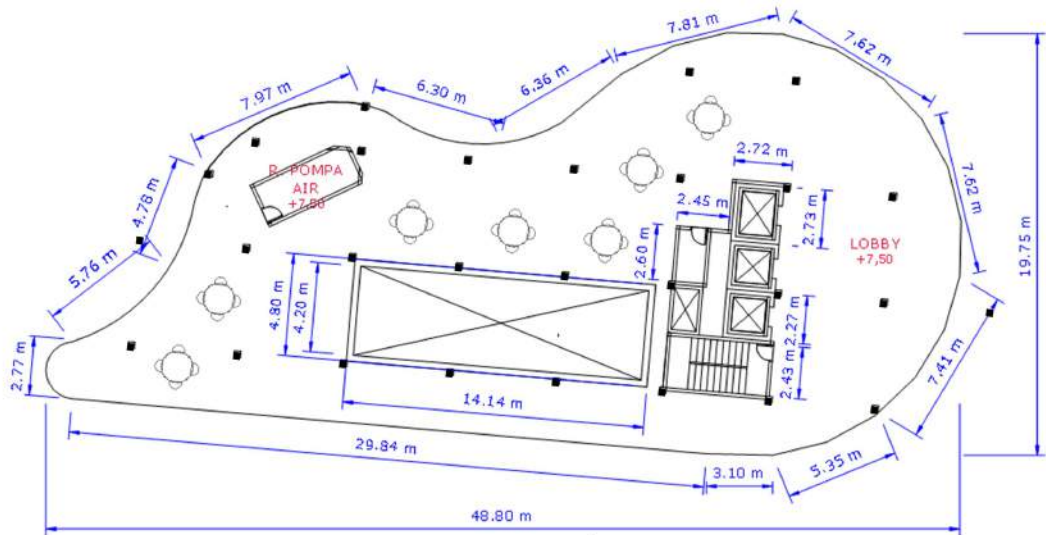 7.81 m
7.62 m
7.97 m
6.30 m
6.36 m
2.72 m
7.62 m
R. POMPA
AIR
+7,50
4.78 m
2.45 m
2.73 m
LOBBY
+7,50
19.75 m
5.76 m
2.60 m
4.80 m
4.20 m
2.27 m
2.77 m
2.43 m
7.41 m
14.14 m
29.84 m
3.10 m
5.35 m
48.80 m